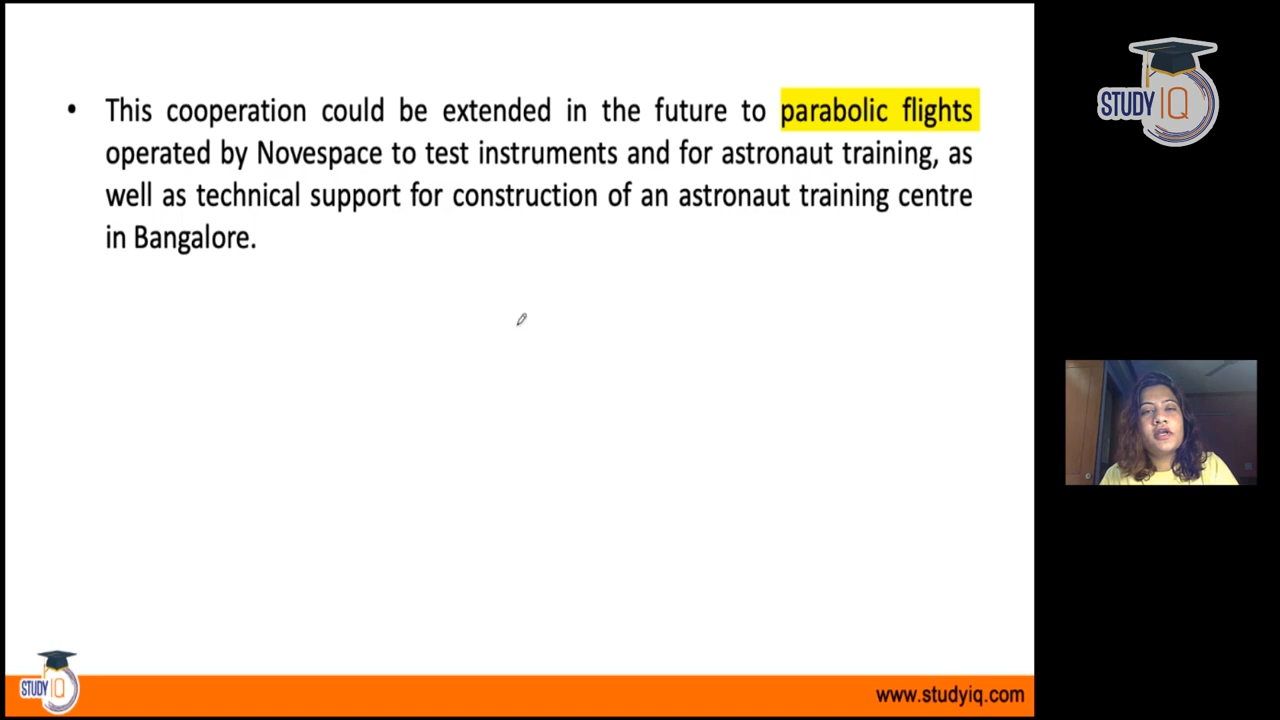 • This cooperation could be extended in the future to parabolic flights
operated by Novespace to test instruments and for astronaut training, as
well as technical support for construction of an astronaut training centre
in Bangalore.
STUDY IQ
STUDY IQ
www.studyiq.com